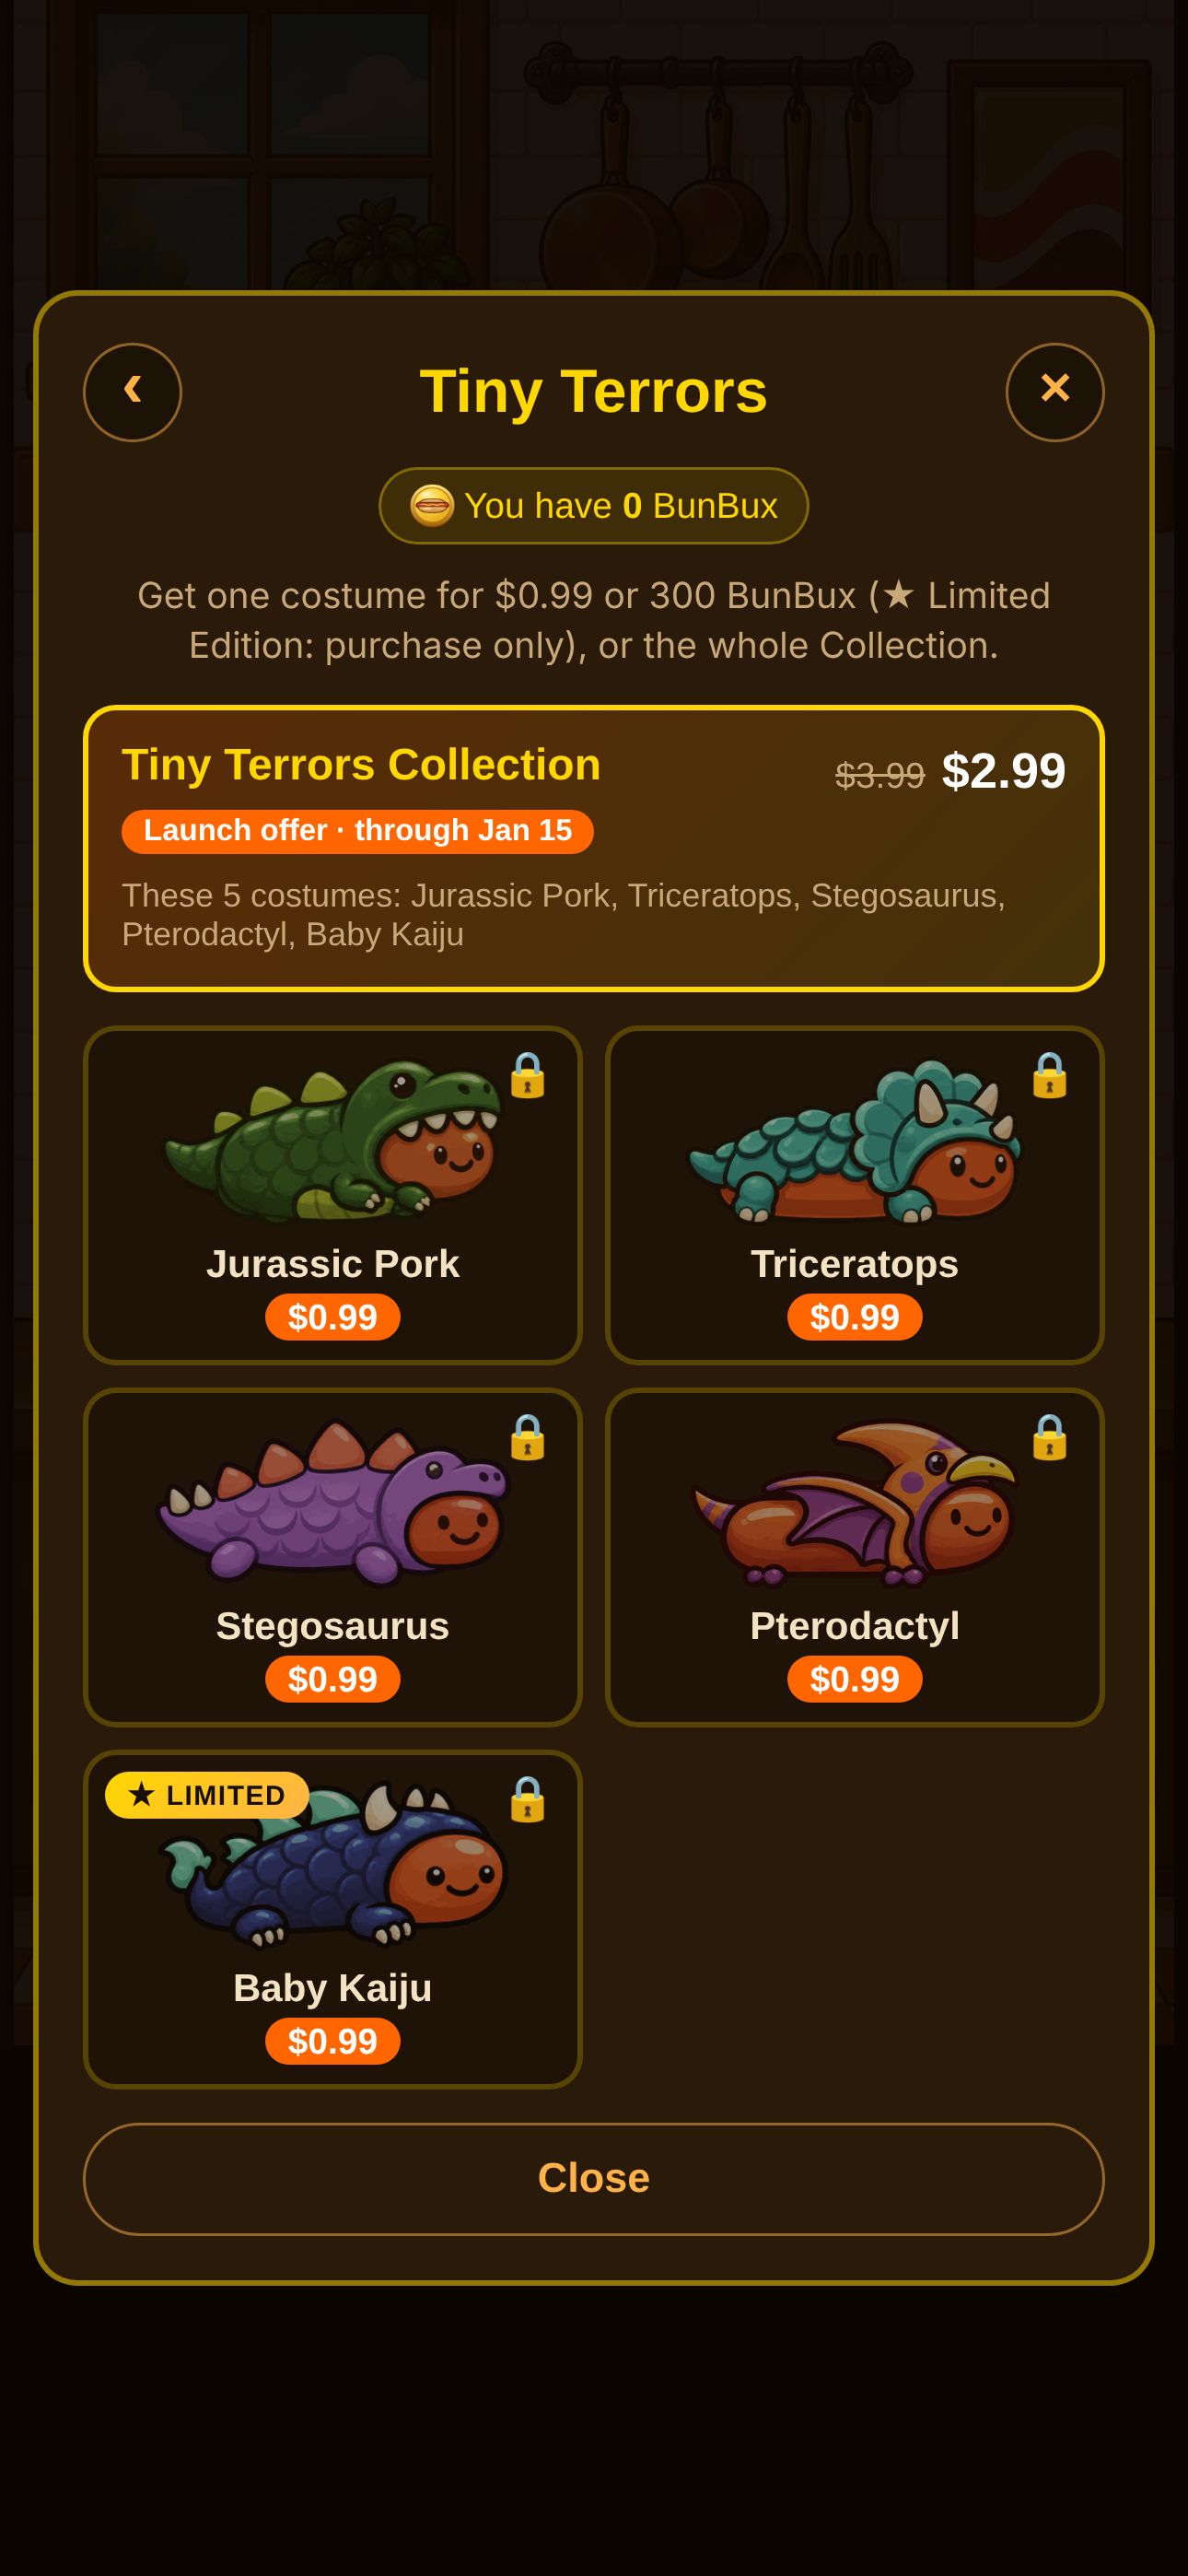 ‹
Tiny Terrors
✕
You have 0 BunBux
Get one costume for $0.99 or 300 BunBux (★ Limited
Edition: purchase only), or the whole Collection.
Tiny Terrors Collection
$3.99 $2.99
Launch offer · through Jan 15
These 5 costumes: Jurassic Pork, Triceratops, Stegosaurus,
Pterodactyl, Baby Kaiju
Jurassic Pork
$0.99
Triceratops
$0.99
Stegosaurus
$0.99
Pterodactyl
$0.99
★ LIMITED
Baby Kaiju
$0.99
Close